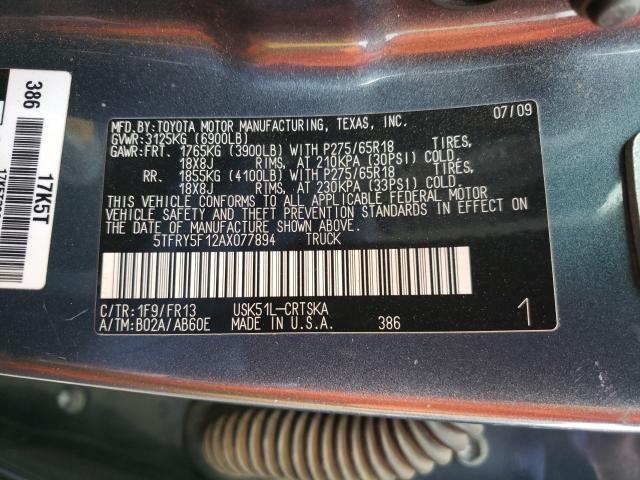 386
17K5T
MFD.BY:TOYOTA MOTOR MANUFACTURING, TEXAS, INC. 07/09
GVWR:3125KG (6900LB)
GAWR:FRT. 1765KG (3900LB) WITH P275/65R18 TIRES,
18X8J RIMS, AT 210KPA (30PSI) COLD.
RR. 1855KG (4100LB) WITH P275/65R18 TIRES,
18X8J RIMS, AT 230KPA (33PSI) COLD.
THIS VEHICLE CONFORMS TO ALL APPLICABLE FEDERAL MOTOR
VEHICLE SAFETY AND THEFT PREVENTION STANDARDS IN EFFECT ON
THE DATE OF MANUFACTURE SHOWN ABOVE.
5TFRY5F12AX077894 TRUCK
C/TR:1F9/FR13 USK51L-CRTSKA
A/TM:B02A/AB60E MADE IN U.S.A. 386 1